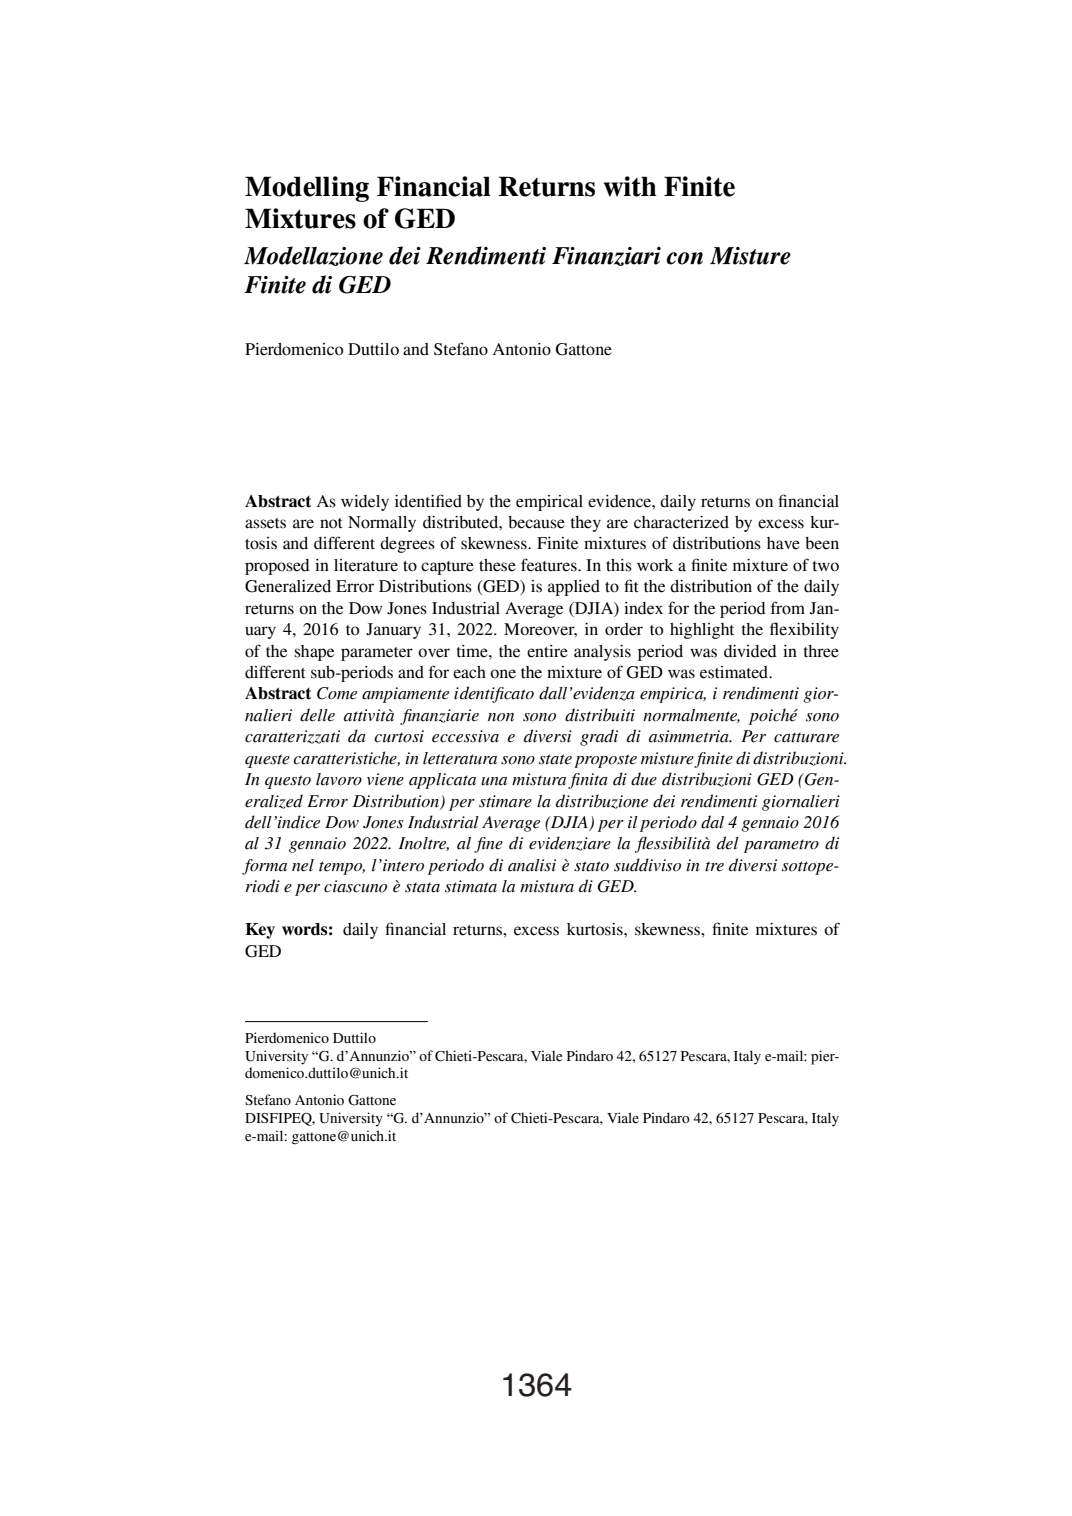 Modelling Financial Returns with Finite
Mixtures of GED
Modellazione dei Rendimenti Finanziari con Misture
Finite di GED
Pierdomenico Duttilo and Stefano Antonio Gattone
Abstract As widely identified by the empirical evidence, daily returns on financial
assets are not Normally distributed, because they are characterized by excess kur-
tosis and different degrees of skewness. Finite mixtures of distributions have been
proposed in literature to capture these features. In this work a finite mixture of two
Generalized Error Distributions (GED) is applied to fit the distribution of the daily
returns on the Dow Jones Industrial Average (DJIA) index for the period from Jan-
uary 4, 2016 to January 31, 2022. Moreover, in order to highlight the flexibility
of the shape parameter over time, the entire analysis period was divided in three
different sub-periods and for each one the mixture of GED was estimated.
Abstract Come ampiamente identificato dall'evidenza empirica, i rendimenti gior-
nalieri delle attività finanziarie non sono distribuiti normalmente, poiché sono
caratterizzati da curtosi eccessiva e diversi gradi di asimmetria. Per catturare
queste caratteristiche, in letteratura sono state proposte misture finite di distribuzioni.
In questo lavoro viene applicata una mistura finita di due distribuzioni GED (Gen-
eralized Error Distribution) per stimare la distribuzione dei rendimenti giornalieri
dell'indice Dow Jones Industrial Average (DJIA) per il periodo dal 4 gennaio 2016
al 31 gennaio 2022. Inoltre, al fine di evidenziare la flessibilità del parametro di
forma nel tempo, l'intero periodo di analisi è stato suddiviso in tre diversi sottope-
riodi e per ciascuno è stata stimata la mistura di GED.
Key words: daily financial returns, excess kurtosis, skewness, finite mixtures of
GED
Pierdomenico Duttilo
University “G. d'Annunzio” of Chieti-Pescara, Viale Pindaro 42, 65127 Pescara, Italy e-mail: pier-
domenico.duttilo@unich.it
Stefano Antonio Gattone
DISFIPEQ, University “G. d'Annunzio” of Chieti-Pescara, Viale Pindaro 42, 65127 Pescara, Italy
e-mail: gattone@unich.it
1364